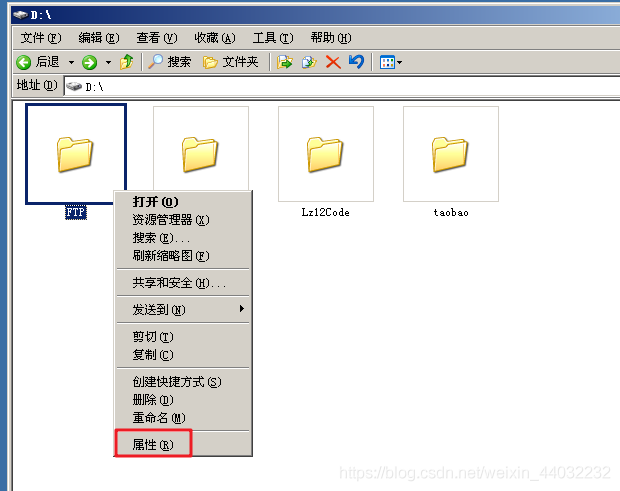 D:\
文件(F) 编辑(E) 查看(V) 收藏(A) 工具(T) 帮助(H)
后退 搜索 文件夹
地址(D) D:\
FTP Lz12Code taobao
打开(O)
资源管理器(X)
搜索(E)...
刷新缩略图(F)
共享和安全(H)...
发送到(N)
剪切(T)
复制(C)
创建快捷方式(S)
删除(D)
重命名(M)
属性(R)
https://blog.csdn.net/weixin_44032232